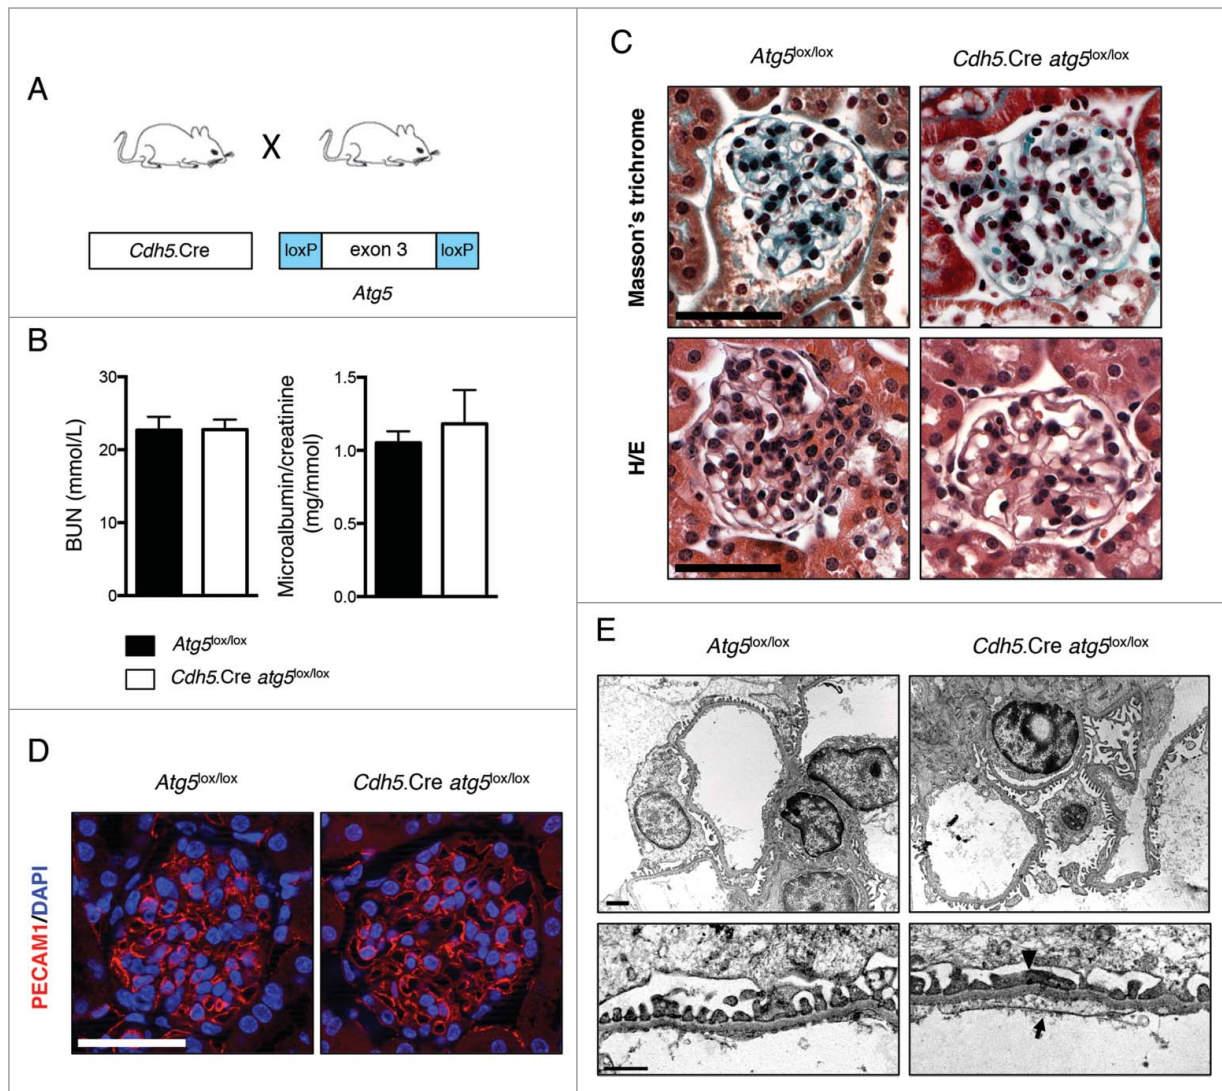 A
X
Cdh5.Cre
loxP exon 3 loxP
Atg5
B
30
20
10
0
BUN (mmol/L)
1.5
1.0
0.5
0.0
Microalbumin/creatinine
(mg/mmol)
Atg5lox/lox
Cdh5.Cre atg5lox/lox
C
Atg5lox/lox Cdh5.Cre atg5lox/lox
Masson's trichrome
H/E
D
Atg5lox/lox Cdh5.Cre atg5lox/lox
PECAM1/DAPI
E
Atg5lox/lox Cdh5.Cre atg5lox/lox